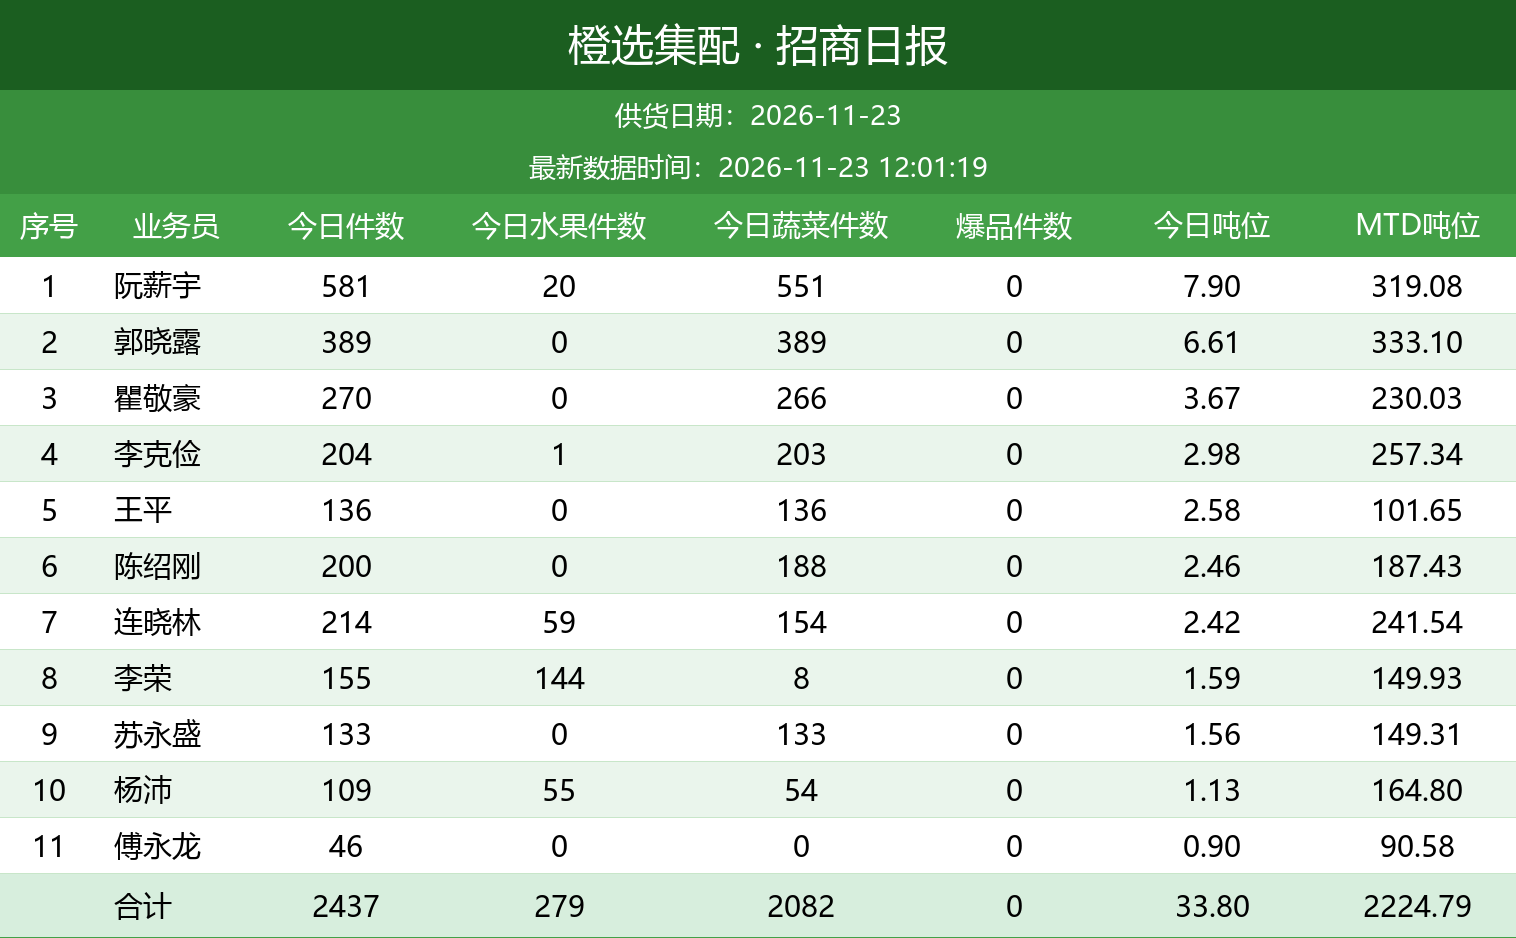 橙选集配 · 招商日报
供货日期：2026-11-23
最新数据时间：2026-11-23 12:01:19
序号 业务员 今日件数 今日水果件数 今日蔬菜件数 爆品件数 今日吨位 MTD吨位
1 阮薪宇 581 20 551 0 7.90 319.08
2 郭晓露 389 0 389 0 6.61 333.10
3 瞿敬豪 270 0 266 0 3.67 230.03
4 李克俭 204 1 203 0 2.98 257.34
5 王平 136 0 136 0 2.58 101.65
6 陈绍刚 200 0 188 0 2.46 187.43
7 连晓林 214 59 154 0 2.42 241.54
8 李荣 155 144 8 0 1.59 149.93
9 苏永盛 133 0 133 0 1.56 149.31
10 杨沛 109 55 54 0 1.13 164.80
11 傅永龙 46 0 0 0 0.90 90.58
合计 2437 279 2082 0 33.80 2224.79